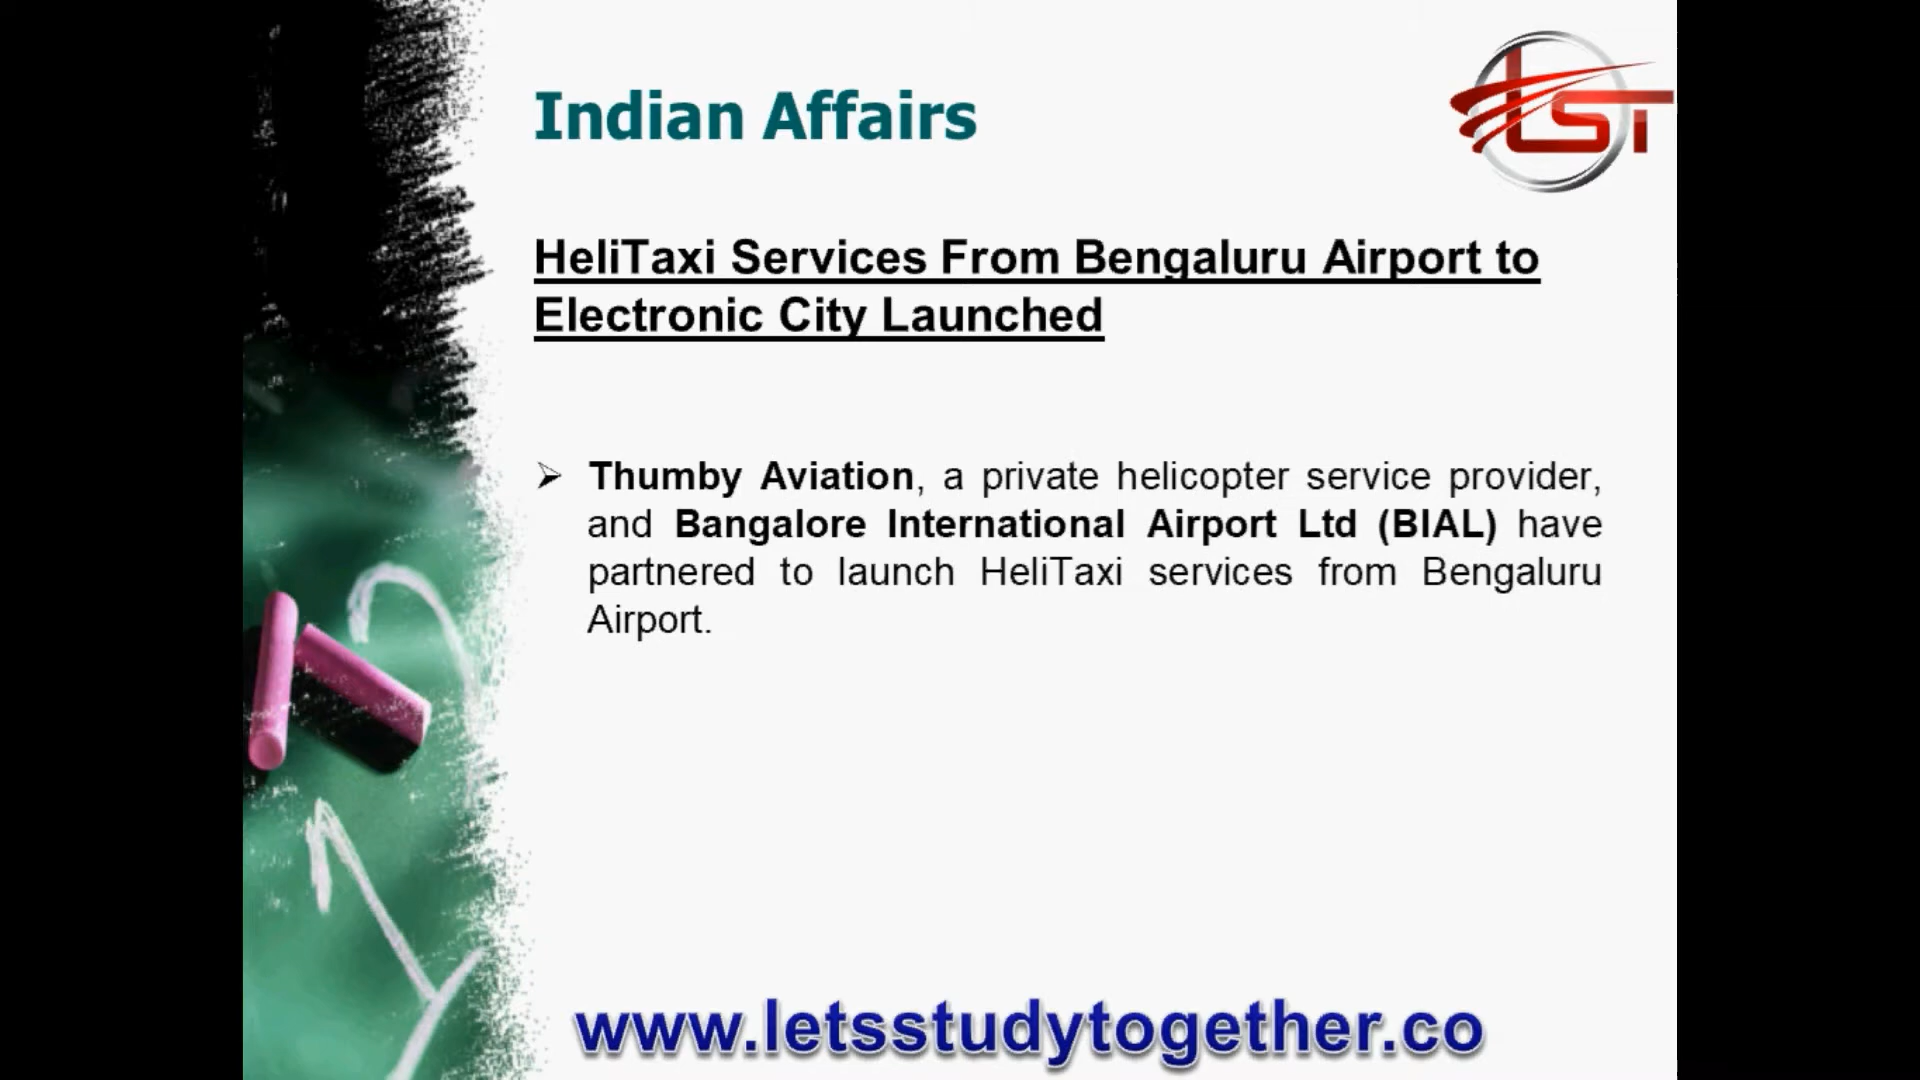 Indian Affairs
LST
HeliTaxi Services From Bengaluru Airport to
Electronic City Launched
➢ Thumby Aviation, a private helicopter service provider,
and Bangalore International Airport Ltd (BIAL) have
partnered to launch HeliTaxi services from Bengaluru
Airport.
www.letsstudytogether.co